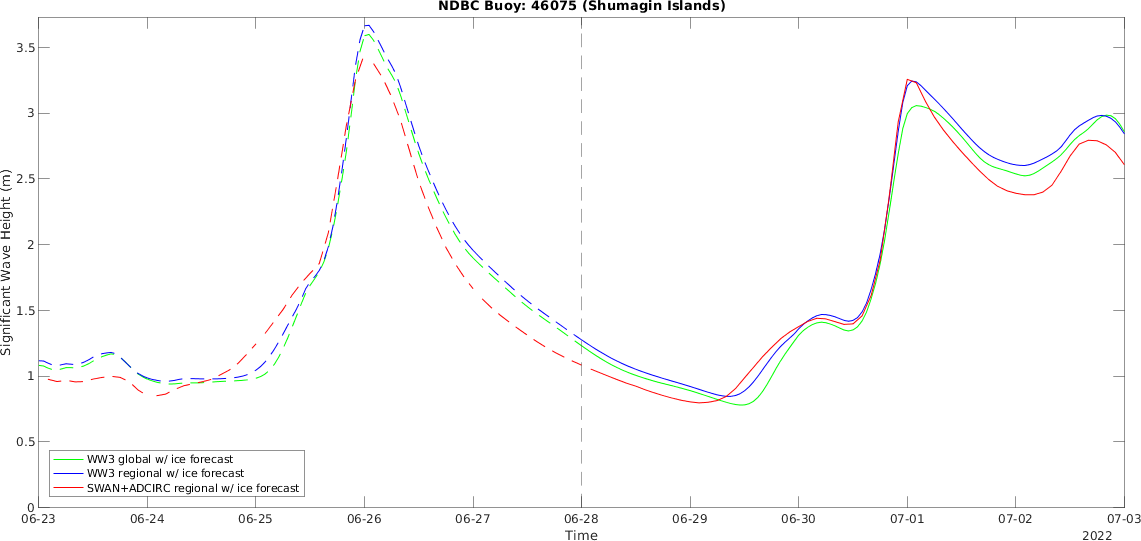 NDBC Buoy: 46075 (Shumagin Islands)
Significant Wave Height (m)
3.5
3
2.5
2
1.5
1
0.5
0
WW3 global w/ ice forecast
WW3 regional w/ ice forecast
SWAN+ADCIRC regional w/ ice forecast
06-23 06-24 06-25 06-26 06-27 06-28 06-29 06-30 07-01 07-02 07-03
Time
2022